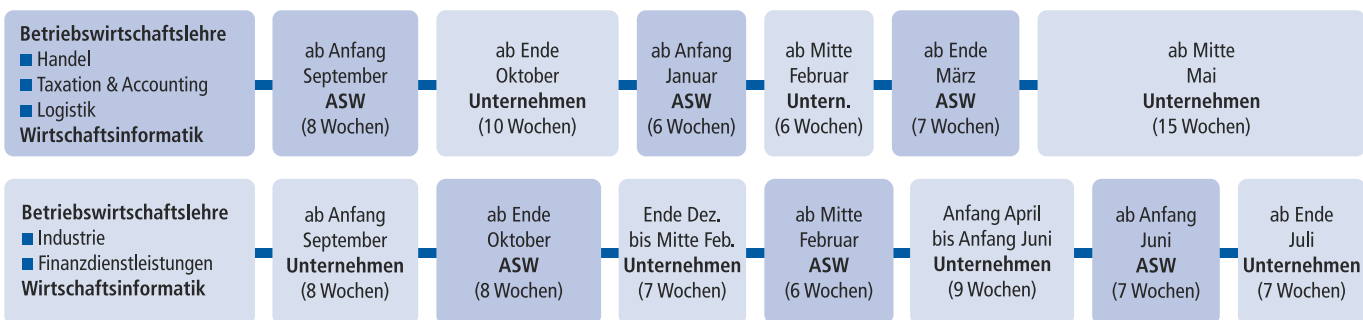 Betriebswirtschaftslehre
Handel
Taxation & Accounting
Logistik
Wirtschaftsinformatik
ab Anfang
September
ASW
(8 Wochen)
ab Ende
Oktober
Unternehmen
(10 Wochen)
ab Anfang
Januar
ASW
(6 Wochen)
ab Mitte
Februar
Untern.
(6 Wochen)
ab Ende
März
ASW
(7 Wochen)
ab Mitte
Mai
Unternehmen
(15 Wochen)
Betriebswirtschaftslehre
Industrie
Finanzdienstleistungen
Wirtschaftsinformatik
ab Anfang
September
Unternehmen
(8 Wochen)
ab Ende
Oktober
ASW
(8 Wochen)
Ende Dez.
bis Mitte Feb.
Unternehmen
(7 Wochen)
ab Mitte
Februar
ASW
(6 Wochen)
Anfang April
bis Anfang Juni
Unternehmen
(9 Wochen)
ab Anfang
Juni
ASW
(7 Wochen)
ab Ende
Juli
Unternehmen
(7 Wochen)